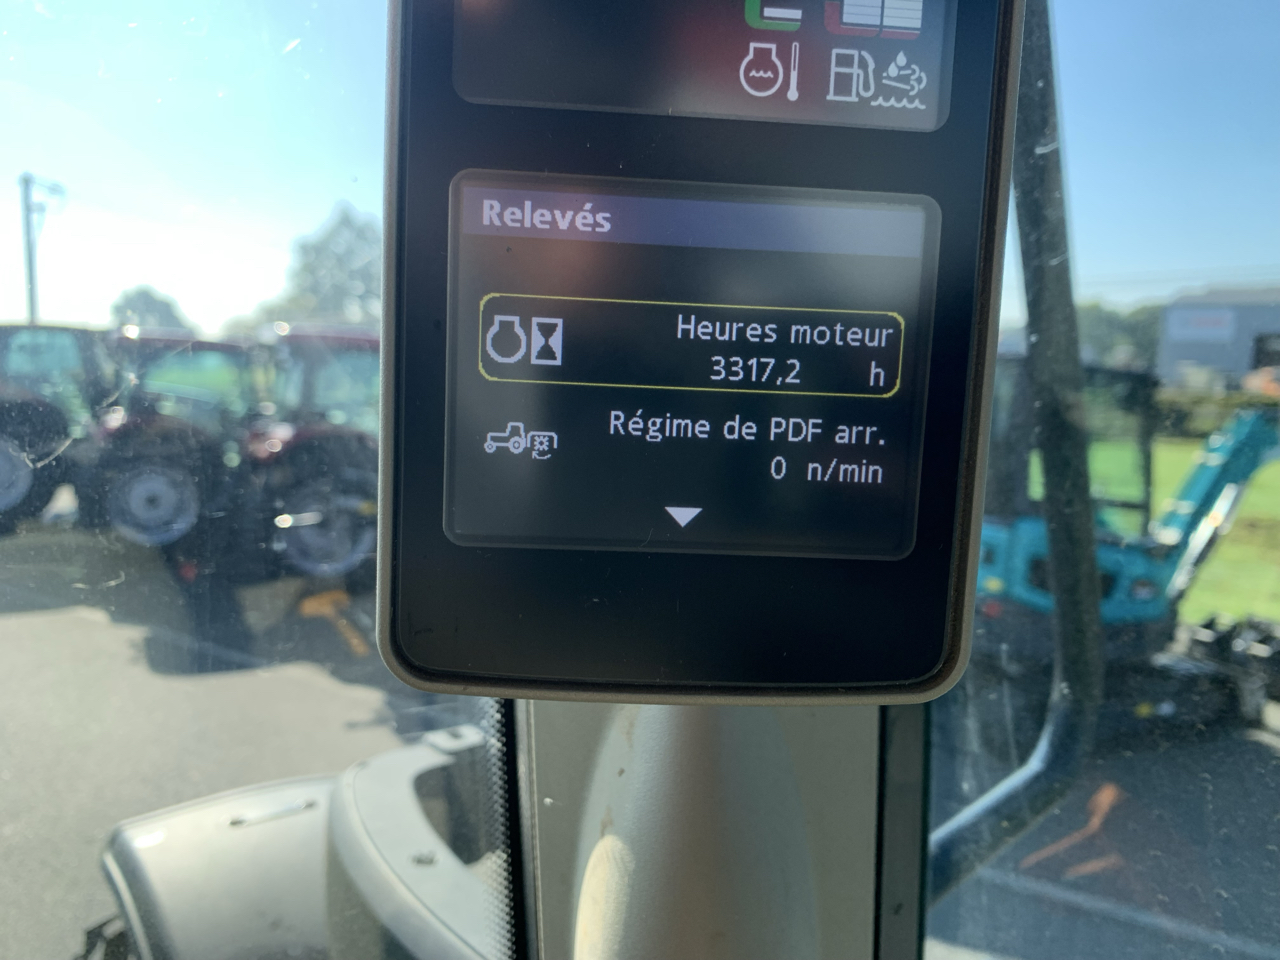 Relevés
Heures moteur
3317,2 h
Régime de PDF arr.
0 n/min